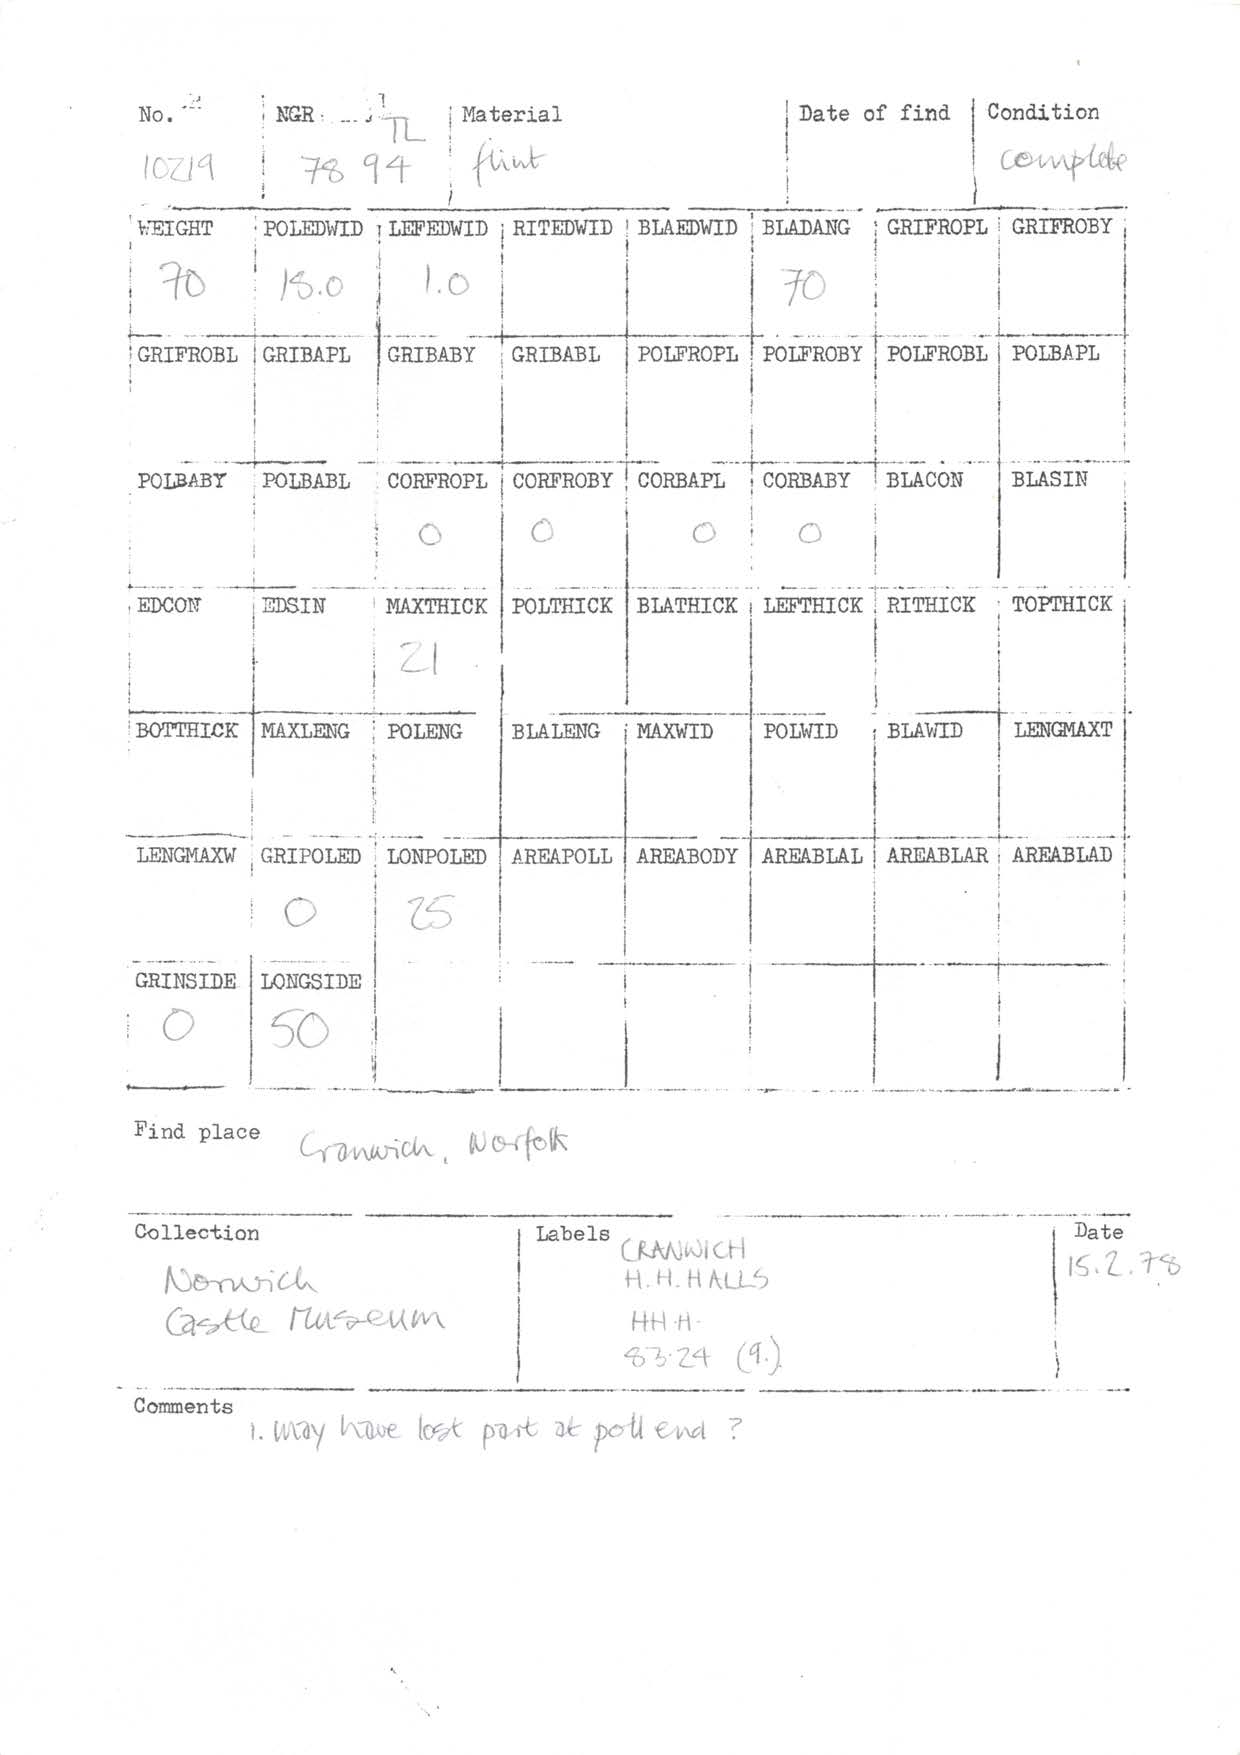 No. NGR Material Date of find Condition
TL
10219 78 94 flint complete
WEIGHT POLEDWID LEFEDWID RITEDWID BLAEDWID BLADANG GRIFROPL GRIFROBY
70 18.0 1.0 70
GRIFROBL GRIBAPL GRIBABY GRIBABL POLFROPL POLFROBY POLFROBL POLBAPL
POLBABY POLBABL CORFROPL CORFROBY CORBAPL CORBABY BLACON BLASIN
0 0 0 0
EDCON EDSIN MAXTHICK POLTHICK BLATHICK LEFTHICK RITHICK TOPTHICK
21
BOTTHICK MAXLENG POLENG BLALENG MAXWID POLWID BLAWID LENGMAXT
LENGMAXW GRIPOLED LONPOLED AREAPOLL AREABODY AREABLAL AREABLAR AREABLAD
0 25
GRINSIDE LONGSIDE
0 50
Find place Cranwich, Norfolk
Collection Labels Date
CRANWICH
15.2.78
Norwich H.H.HALLS
Castle Museum HH.H.
83.24 (9.)
Comments
1. may have lost part at poll end ?